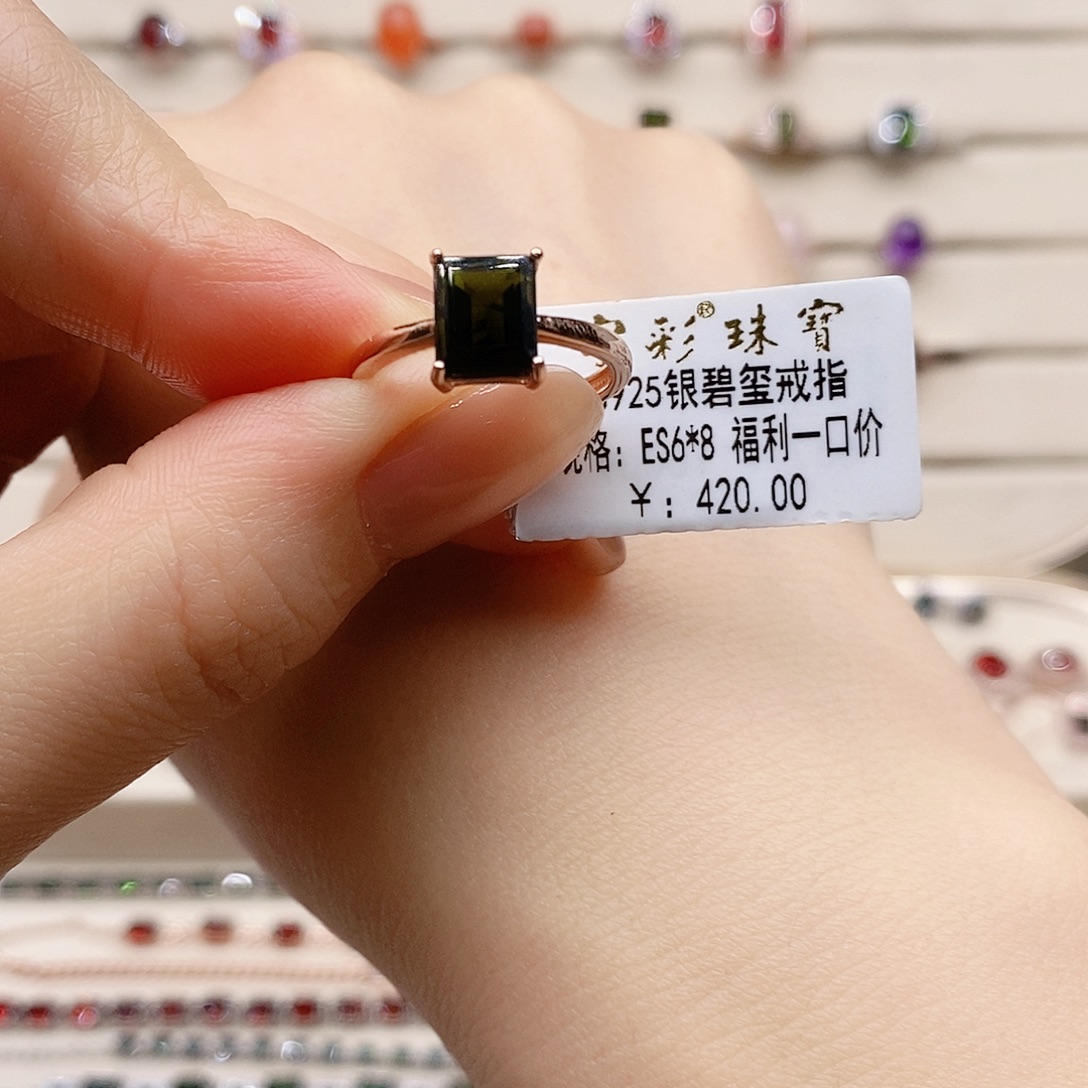 彩®珠寶
925银碧玺戒指
格: ES6*8 福利一口价
¥: 420.00